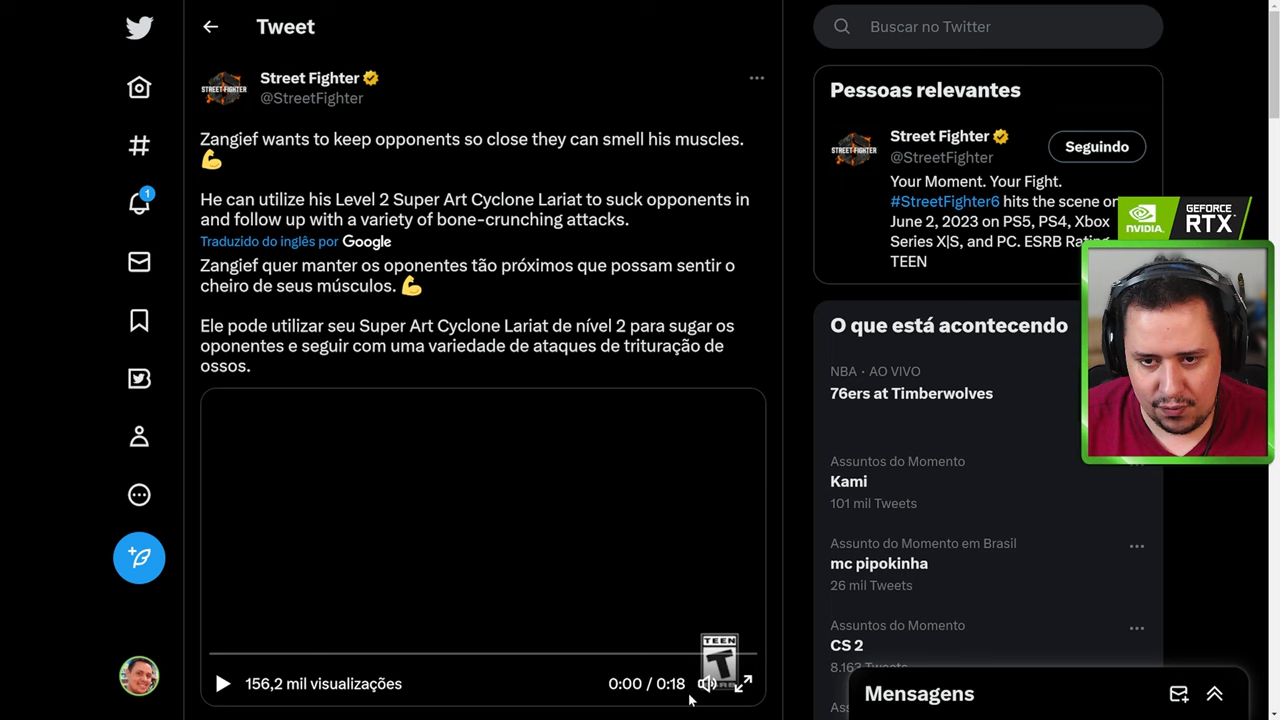 Tweet
Street Fighter
@StreetFighter
Zangief wants to keep opponents so close they can smell his muscles.
He can utilize his Level 2 Super Art Cyclone Lariat to suck opponents in
and follow up with a variety of bone-crunching attacks.
Traduzido do inglês por Google
Zangief quer manter os oponentes tão próximos que possam sentir o
cheiro de seus músculos.
Ele pode utilizar seu Super Art Cyclone Lariat de nível 2 para sugar os
oponentes e seguir com uma variedade de ataques de trituração de
ossos.
TEEN
T
156,2 mil visualizações
0:00 / 0:18
1
STREET FIGHTER
Buscar no Twitter
Pessoas relevantes
STREET FIGHTER
Street Fighter
@StreetFighter
Seguindo
Your Moment. Your Fight.
#StreetFighter6 hits the scene on
June 2, 2023 on PS5, PS4, Xbox
Series X|S, and PC. ESRB
TEEN
NVIDIA.
GEFORCE
RTX
O que está acontecendo
NBA · AO VIVO
76ers at Timberwolves
Assuntos do Momento
Kami
101 mil Tweets
Assunto do Momento em Brasil
mc pipokinha
26 mil Tweets
Assuntos do Momento
CS 2
Mensagens